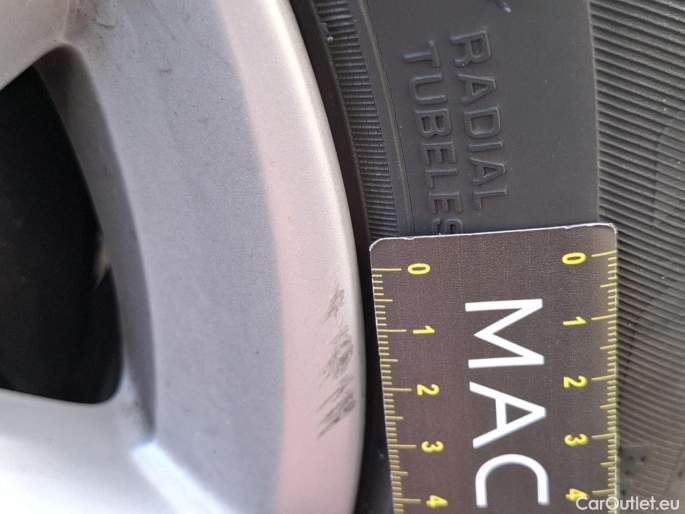 RADIAL
TUBELES
0 1 2 3 4
MAC
0 1 2 3 4
CarOutlet.eu